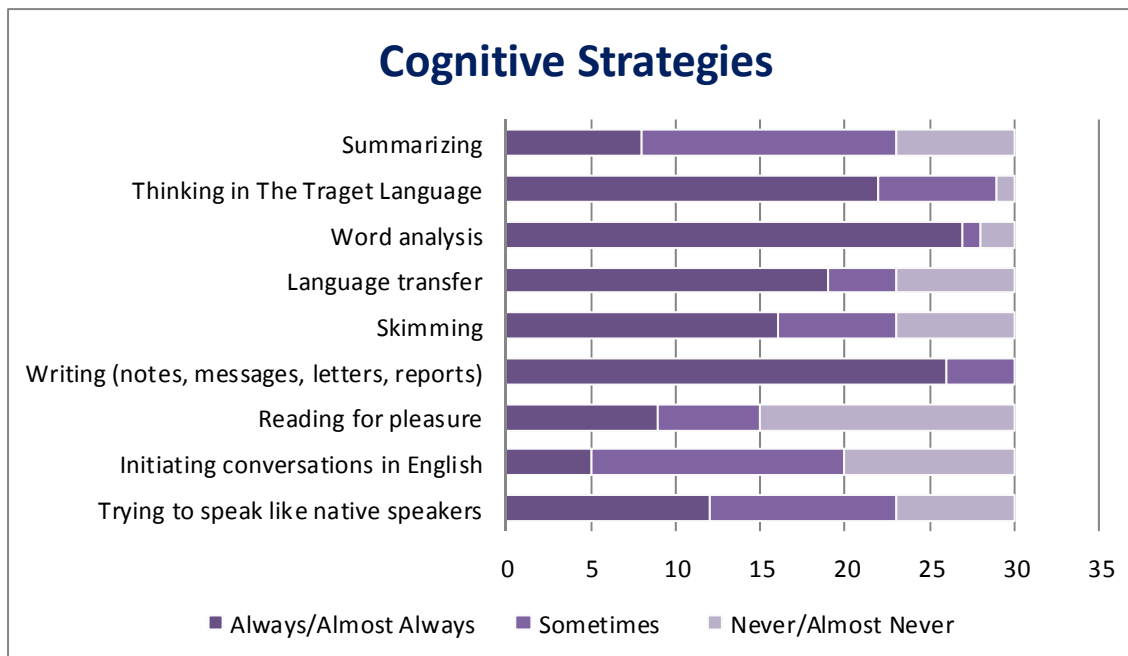 Cognitive Strategies
Summarizing
Thinking in The Traget Language
Word analysis
Language transfer
Skimming
Writing (notes, messages, letters, reports)
Reading for pleasure
Initiating conversations in English
Trying to speak like native speakers
0 5 10 15 20 25 30 35
Always/Almost Always Sometimes Never/Almost Never